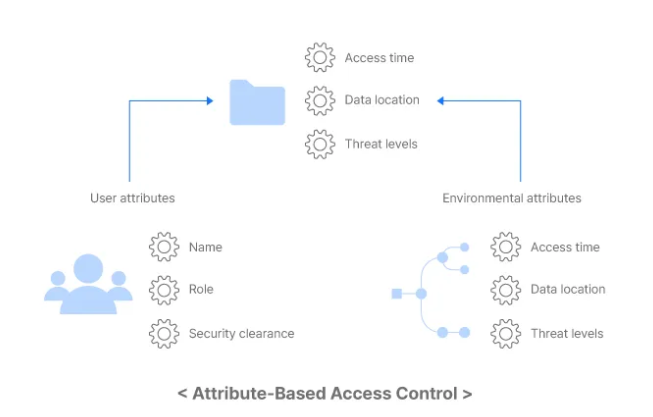 Access time
Data location
Threat levels
User attributes
Name
Role
Security clearance
Environmental attributes
Access time
Data location
Threat levels
< Attribute-Based Access Control >